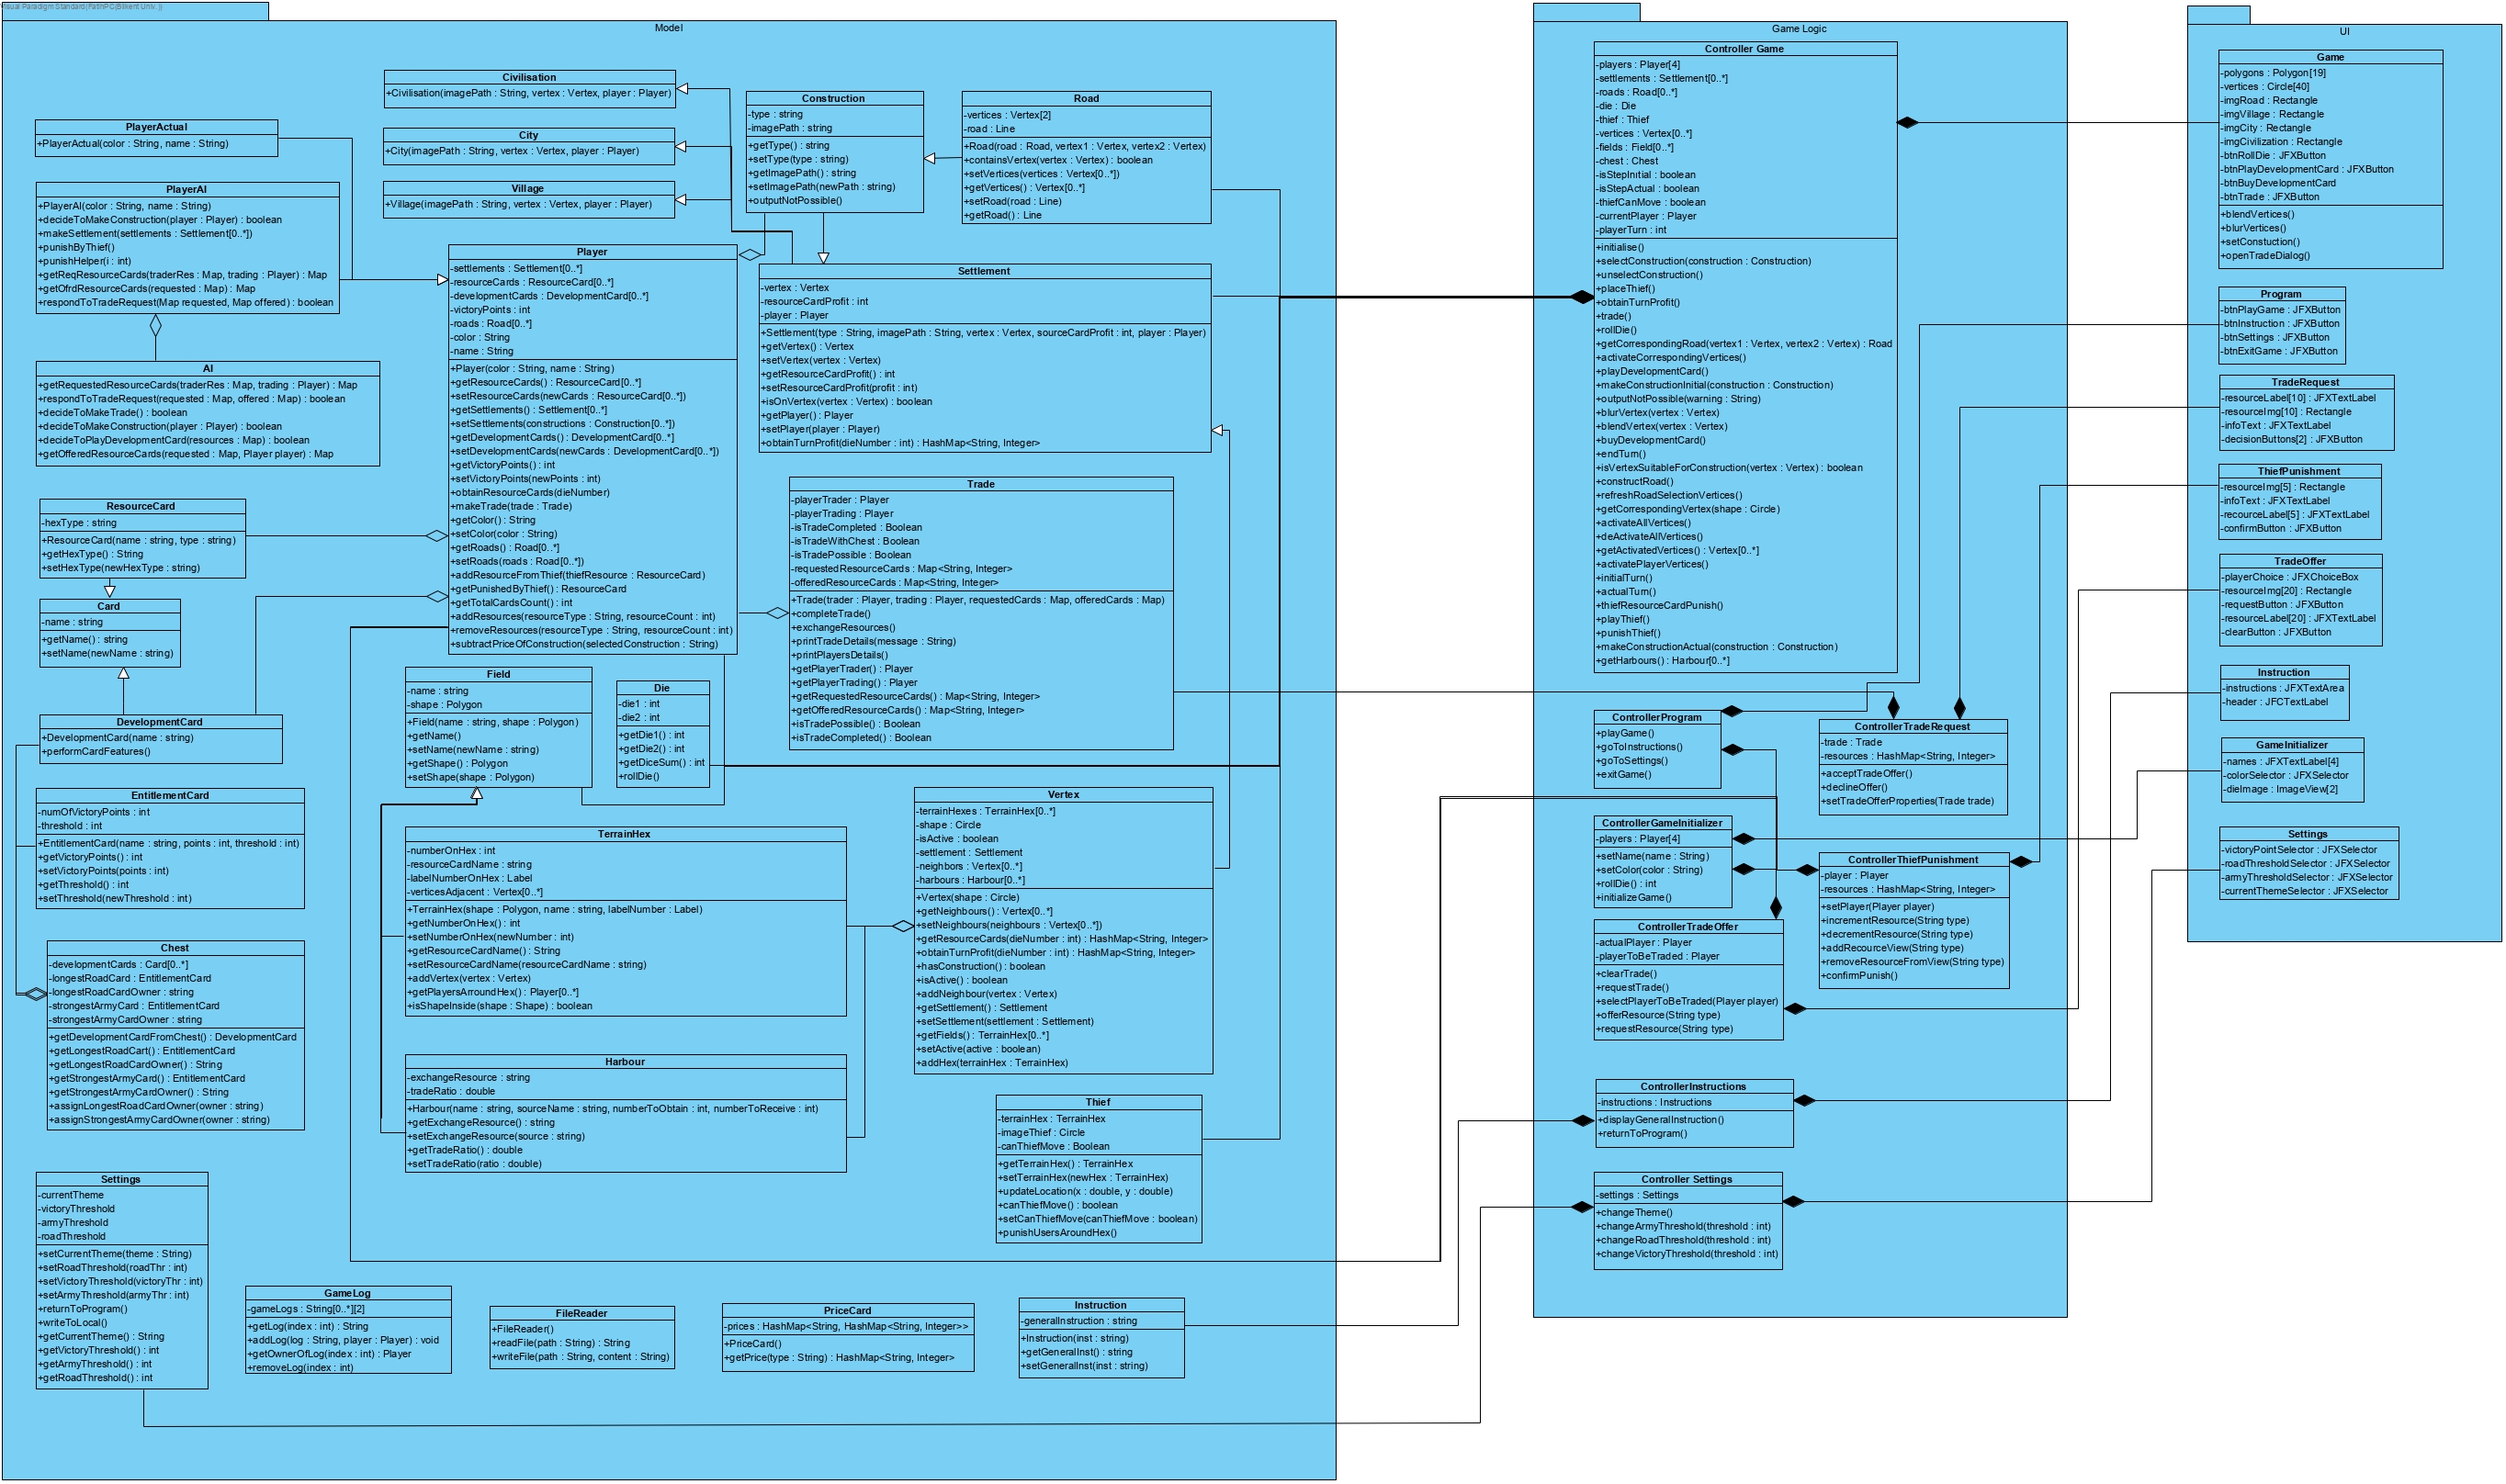 Visual Paradigm Standard(Fatih PC(Bilkent Univ.))
Model
Civilisation
+Civilisation(imagePath : String, vertex : Vertex, player : Player)
City
+City(imagePath : String, vertex : Vertex, player : Player)
Village
+Village(imagePath : String, vertex : Vertex, player : Player)
Construction
-type : string
-imagePath : string
+getType() : string
+setType(type : string)
+getImagePath() : string
+setImagePath(newPath : string)
+outputNotPossible()
Road
-vertices : Vertex[2]
-road : Line
+Road(road : Road, vertex1 : Vertex, vertex2 : Vertex)
+containsVertex(vertex : Vertex) : boolean
+setVertices(vertices : Vertex[0..*])
+getVertices() : Vertex[0..*]
+setRoad(road : Line)
+getRoad() : Line
PlayerActual
+PlayerActual(color : String, name : String)
PlayerAI
+PlayerAI(color : String, name : String)
+decideToMakeConstruction(player : Player) : boolean
+makeSettlement(settlements : Settlement[0..*])
+punishByThief()
+punishHelper(i : int)
+getReqResourceCards(traderRes : Map, trading : Player) : Map
+getOfrdResourceCards(requested : Map) : Map
+respondToTradeRequest(Map requested, Map offered) : boolean
AI
+getRequestedResourceCards(traderRes : Map, trading : Player) : Map
+respondToTradeRequest(requested : Map, offered : Map) : boolean
+decideToMakeTrade() : boolean
+decideToMakeConstruction(player : Player) : boolean
+decideToPlayDevelopmentCard(resources : Map) : boolean
+getOfferedResourceCards(requested : Map, Player player) : Map
Player
-settlements : Settlement[0..*]
-resourceCards : ResourceCard[0..*]
-developmentCards : DevelopmentCard[0..*]
-victoryPoints : int
-roads : Road[0..*]
-color : String
-name : String
+Player(color : String, name : String)
+getResourceCards() : ResourceCard[0..*]
+setResourceCards(newCards : ResourceCard[0..*])
+getSettlements() : Settlement[0..*]
+setSettlements(constructions : Construction[0..*])
+getDevelopmentCards() : DevelopmentCard[0..*]
+setDevelopmentCards(newCards : DevelopmentCard[0..*])
+getVictoryPoints() : int
+setVictoryPoints(newPoints : int)
+obtainResourceCards(dieNumber)
+makeTrade(trade : Trade)
+getColor() : String
+setColor(color : String)
+getRoads() : Road[0..*]
+setRoads(roads : Road[0..*])
+addResourceFromThief(thiefResource : ResourceCard)
+getPunishedByThief() : ResourceCard
+getTotalCardsCount() : int
+addResources(resourceType : String, resourceCount : int)
+removeResources(resourceType : String, resourceCount : int)
+subtractPriceOfConstruction(selectedConstruction : String)
Settlement
-vertex : Vertex
-resourceCardProfit : int
-player : Player
+Settlement(type : String, imagePath : String, vertex : Vertex, sourceCardProfit : int, player : Player)
+getVertex() : Vertex
+setVertex(vertex : Vertex)
+getResourceCardProfit() : int
+setResourceCardProfit(profit : int)
+isOnVertex(vertex : Vertex) : boolean
+getPlayer() : Player
+setPlayer(player : Player)
+obtainTurnProfit(dieNumber : int) : HashMap<String, Integer>
Trade
-playerTrader : Player
-playerTrading : Player
-isTradeCompleted : Boolean
-isTradeWithChest : Boolean
-isTradePossible : Boolean
-requestedResourceCards : Map<String, Integer>
-offeredResourceCards : Map<String, Integer>
+Trade(trader : Player, trading : Player, requestedCards : Map, offeredCards : Map)
+completeTrade()
+exchangeResources()
+printTradeDetails(message : String)
+printPlayersDetails()
+getPlayerTrader() : Player
+getPlayerTrading() : Player
+getRequestedResourceCards() : Map<String, Integer>
+getOfferedResourceCards() : Map<String, Integer>
+isTradePossible() : Boolean
+isTradeCompleted() : Boolean
ResourceCard
-hexType : string
+ResourceCard(name : string, type : string)
+getHexType() : String
+setHexType(newHexType : string)
Card
-name : string
+getName() : string
+setName(newName : string)
DevelopmentCard
+DevelopmentCard(name : string)
+performCardFeatures()
EntitlementCard
-numOfVictoryPoints : int
-threshold : int
+EntitlementCard(name : string, points : int, threshold : int)
+getVictoryPoints() : int
+setVictoryPoints(points : int)
+getThreshold() : int
+setThreshold(newThreshold : int)
Chest
-developmentCards : Card[0..*]
-longestRoadCard : EntitlementCard
-longestRoadCardOwner : string
-strongestArmyCard : EntitlementCard
-strongestArmyCardOwner : string
+getDevelopmentCardFromChest() : DevelopmentCard
+getLongestRoadCart() : EntitlementCard
+getLongestRoadCardOwner() : String
+getStrongestArmyCard() : EntitlementCard
+getStrongestArmyCardOwner() : String
+assignLongestRoadCardOwner(owner : string)
+assignStrongestArmyCardOwner(owner : string)
Field
-name : string
-shape : Polygon
+Field(name : string, shape : Polygon)
+getName()
+setName(newName : string)
+getShape() : Polygon
+setShape(shape : Polygon)
Die
-die1 : int
-die2 : int
+getDie1() : int
+getDie2() : int
+getDiceSum() : int
+rollDie()
TerrainHex
-numberOnHex : int
-resourceCardName : string
-labelNumberOnHex : Label
-verticesAdjacent : Vertex[0..*]
+TerrainHex(shape : Polygon, name : string, labelNumber : Label)
+getNumberOnHex() : int
+setNumberOnHex(newNumber : int)
+getResourceCardName() : String
+setResourceCardName(resourceCardName : string)
+addVertex(vertex : Vertex)
+getPlayersArroundHex() : Player[0..*]
+isShapeInside(shape : Shape) : boolean
Harbour
-exchangeResource : string
-tradeRatio : double
+Harbour(name : string, sourceName : string, numberToObtain : int, numberToReceive : int)
+getExchangeResource() : string
+setExchangeResource(source : string)
+getTradeRatio() : double
+setTradeRatio(ratio : double)
Vertex
-terrainHexes : TerrainHex[0..*]
-shape : Circle
-isActive : boolean
-settlement : Settlement
-neighbors : Vertex[0..*]
-harbours : Harbour[0..*]
+Vertex(shape : Circle)
+getNeighbours() : Vertex[0..*]
+setNeighbours(neighbours : Vertex[0..*])
+getResourceCards(dieNumber : int) : HashMap<String, Integer>
+obtainTurnProfit(dieNumber : int) : HashMap<String, Integer>
+hasConstruction() : boolean
+isActive() : boolean
+addNeighbour(vertex : Vertex)
+getSettlement() : Settlement
+setSettlement(settlement : Settlement)
+getFields() : TerrainHex[0..*]
+setActive(active : boolean)
+addHex(terrainHex : TerrainHex)
Thief
-terrainHex : TerrainHex
-imageThief : Circle
-canThiefMove : Boolean
+getTerrainHex() : TerrainHex
+setTerrainHex(newHex : TerrainHex)
+updateLocation(x : double, y : double)
+canThiefMove() : boolean
+setCanThiefMove(canThiefMove : boolean)
+punishUsersAroundHex()
Settings
-currentTheme
-victoryThreshold
-armyThreshold
-roadThreshold
+setCurrentTheme(theme : String)
+setRoadThreshold(roadThr : int)
+setVictoryThreshold(victoryThr : int)
+setArmyThreshold(armyThr : int)
+returnToProgram()
+writeToLocal()
+getCurrentTheme() : String
+getVictoryThreshold() : int
+getArmyThreshold() : int
+getRoadThreshold() : int
GameLog
-gameLogs : String[0..*][2]
+getLog(index : int) : String
+addLog(log : String, player : Player) : void
+getOwnerOfLog(index : int) : Player
+removeLog(index : int)
FileReader
+FileReader()
+readFile(path : String) : String
+writeFile(path : String, content : String)
PriceCard
-prices : HashMap<String, HashMap<String, Integer>>
+PriceCard()
+getPrice(type : String) : HashMap<String, Integer>
Instruction
-generalInstruction : string
+Instruction(inst : string)
+getGeneralInst() : string
+setGeneralInst(inst : string)
Game Logic
Controller Game
-players : Player[4]
-settlements : Settlement[0..*]
-roads : Road[0..*]
-die : Die
-thief : Thief
-vertices : Vertex[0..*]
-fields : Field[0..*]
-chest : Chest
-isStepInitial : boolean
-isStepActual : boolean
-thiefCanMove : boolean
-currentPlayer : Player
-playerTurn : int
+initialise()
+selectConstruction(construction : Construction)
+unselectConstruction()
+placeThief()
+obtainTurnProfit()
+trade()
+rollDie()
+getCorrespondingRoad(vertex1 : Vertex, vertex2 : Vertex) : Road
+activateCorrespondingVertices()
+playDevelopmentCard()
+makeConstructionInitial(construction : Construction)
+outputNotPossible(warning : String)
+blurVertex(vertex : Vertex)
+blendVertex(vertex : Vertex)
+buyDevelopmentCard()
+endTurn()
+isVertexSuitableForConstruction(vertex : Vertex) : boolean
+constructRoad()
+refreshRoadSelectionVertices()
+getCorrespondingVertex(shape : Circle)
+activateAllVertices()
+deActivateAllVertices()
+getActivatedVertices() : Vertex[0..*]
+activatePlayerVertices()
+initialTurn()
+actualTurn()
+thiefResourceCardPunish()
+playThief()
+punishThief()
+makeConstructionActual(construction : Construction)
+getHarbours() : Harbour[0..*]
ControllerProgram
+playGame()
+goToInstructions()
+goToSettings()
+exitGame()
ControllerTradeRequest
-trade : Trade
-resources : HashMap<String, Integer>
+acceptTradeOffer()
+declineOffer()
+setTradeOfferProperties(Trade trade)
ControllerGameInitializer
-players : Player[4]
+setName(name : String)
+setColor(color : String)
+rollDie() : int
+initializeGame()
ControllerThiefPunishment
-player : Player
-resources : HashMap<String, Integer>
+setPlayer(Player player)
+incrementResource(String type)
+decrementResource(String type)
+addRecourceView(String type)
+removeResourceFromView(String type)
+confirmPunish()
ControllerTradeOffer
-actualPlayer : Player
-playerToBeTraded : Player
+clearTrade()
+requestTrade()
+selectPlayerToBeTraded(Player player)
+offerResource(String type)
+requestResource(String type)
ControllerInstructions
-instructions : Instructions
+displayGeneralInstruction()
+returnToProgram()
Controller Settings
-settings : Settings
+changeTheme()
+changeArmyThreshold(threshold : int)
+changeRoadThreshold(threshold : int)
+changeVictoryThreshold(threshold : int)
UI
Game
-polygons : Polygon[19]
-vertices : Circle[40]
-imgRoad : Rectangle
-imgVillage : Rectangle
-imgCity : Rectangle
-imgCivilization : Rectangle
-btnRollDie : JFXButton
-btnPlayDevelopmentCard : JFXButton
-btnBuyDevelopmentCard
-btnTrade : JFXButton
+blendVertices()
+blurVertices()
+setConstuction()
+openTradeDialog()
Program
-btnPlayGame : JFXButton
-btnInstruction : JFXButton
-btnSettings : JFXButton
-btnExitGame : JFXButton
TradeRequest
-resourceLabel[10] : JFXTextLabel
-resourceImg[10] : Rectangle
-infoText : JFXTextLabel
-decisionButtons[2] : JFXButton
ThiefPunishment
-resourceImg[5] : Rectangle
-infoText : JFXTextLabel
-recourceLabel[5] : JFXTextLabel
-confirmButton : JFXButton
TradeOffer
-playerChoice : JFXChoiceBox
-resourceImg[20] : Rectangle
-requestButton : JFXButton
-resourceLabel[20] : JFXTextLabel
-clearButton : JFXButton
Instruction
-instructions : JFXTextArea
-header : JFCTextLabel
GameInitializer
-names : JFXTextLabel[4]
-colorSelector : JFXSelector
-dieImage : ImageView[2]
Settings
-victoryPointSelector : JFXSelector
-roadThresholdSelector : JFXSelector
-armyThresholdSelector : JFXSelector
-currentThemeSelector : JFXSelector